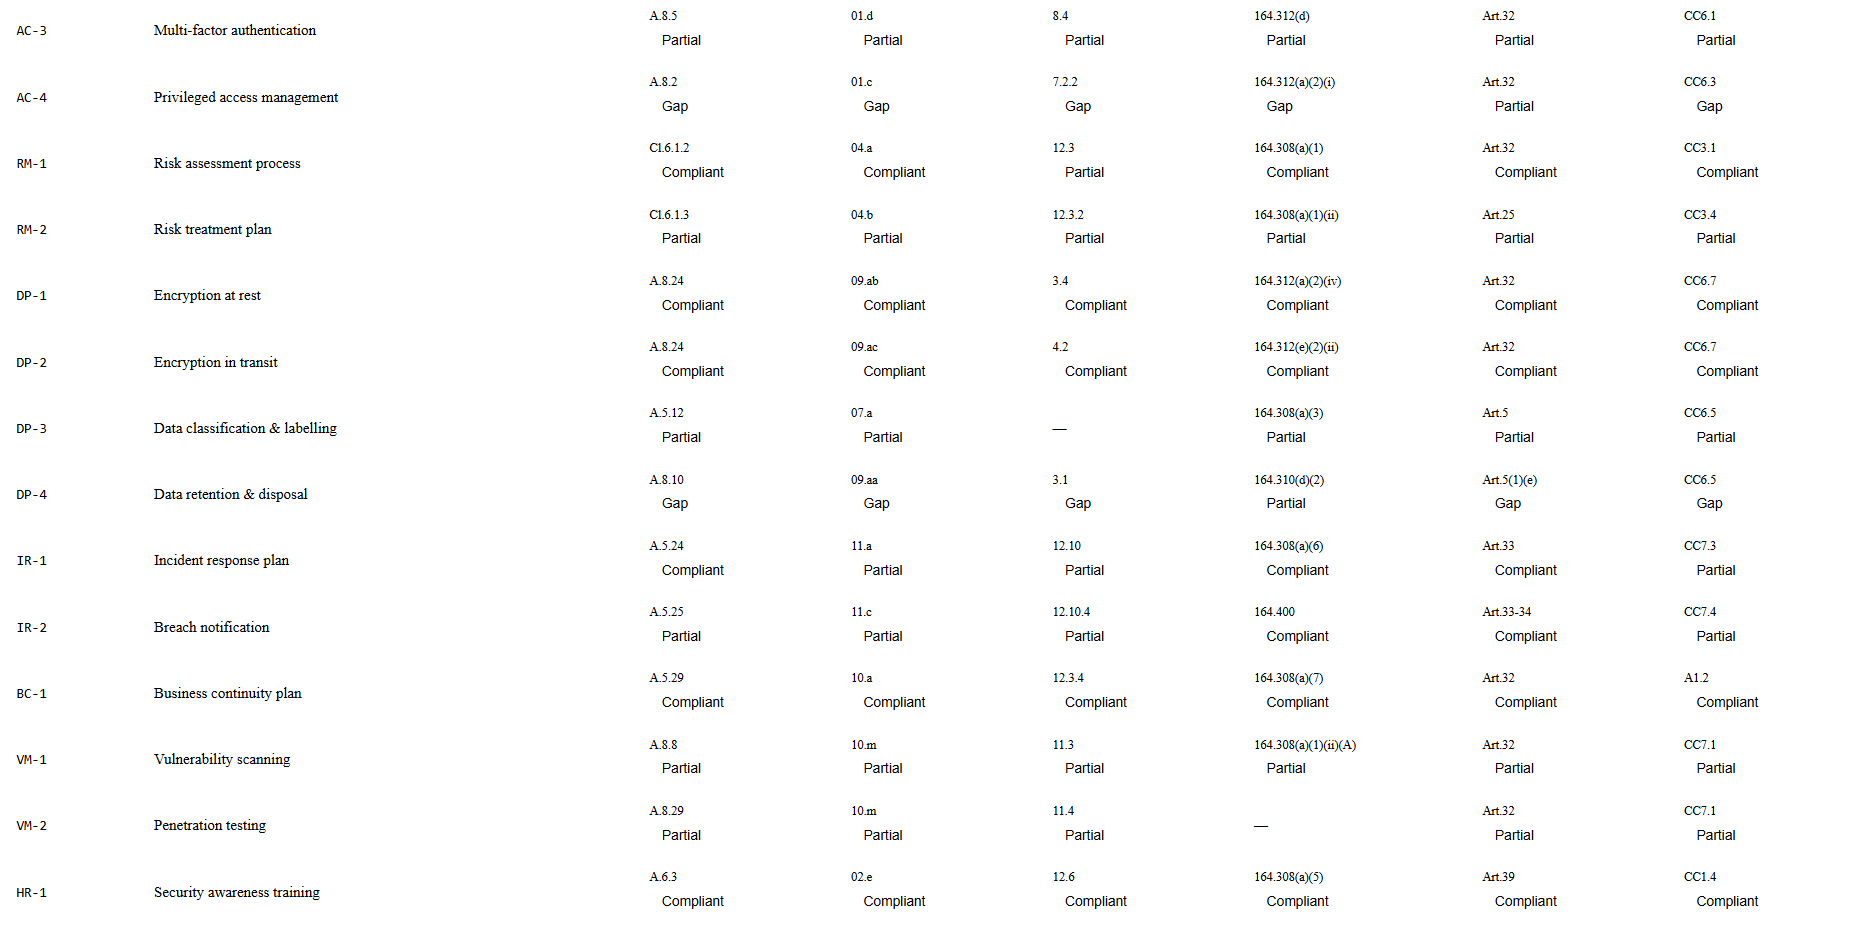 A.8.5 01.d 8.4 164.312(d) Art.32 CC6.1
AC-3 Multi-factor authentication
Partial Partial Partial Partial Partial Partial
A.8.2 01.c 7.2.2 164.312(a)(2)(i) Art.32 CC6.3
AC-4 Privileged access management
Gap Gap Gap Gap Partial Gap
Cl.6.1.2 04.a 12.3 164.308(a)(1) Art.32 CC3.1
RM-1 Risk assessment process
Compliant Compliant Partial Compliant Compliant Compliant
Cl.6.1.3 04.b 12.3.2 164.308(a)(1)(ii) Art.25 CC3.4
RM-2 Risk treatment plan
Partial Partial Partial Partial Partial Partial
A.8.24 09.ab 3.4 164.312(a)(2)(iv) Art.32 CC6.7
DP-1 Encryption at rest
Compliant Compliant Compliant Compliant Compliant Compliant
A.8.24 09.ac 4.2 164.312(e)(2)(ii) Art.32 CC6.7
DP-2 Encryption in transit
Compliant Compliant Compliant Compliant Compliant Compliant
A.5.12 07.a 164.308(a)(3) Art.5 CC6.5
DP-3 Data classification & labelling —
Partial Partial Partial Partial Partial
A.8.10 09.aa 3.1 164.310(d)(2) Art.5(1)(e) CC6.5
DP-4 Data retention & disposal
Gap Gap Gap Partial Gap Gap
A.5.24 11.a 12.10 164.308(a)(6) Art.33 CC7.3
IR-1 Incident response plan
Compliant Partial Partial Compliant Compliant Partial
A.5.25 11.c 12.10.4 164.400 Art.33-34 CC7.4
IR-2 Breach notification
Partial Partial Partial Compliant Compliant Partial
A.5.29 10.a 12.3.4 164.308(a)(7) Art.32 A1.2
BC-1 Business continuity plan
Compliant Compliant Compliant Compliant Compliant Compliant
A.8.8 10.m 11.3 164.308(a)(1)(ii)(A) Art.32 CC7.1
VM-1 Vulnerability scanning
Partial Partial Partial Partial Partial Partial
A.8.29 10.m 11.4 Art.32 CC7.1
VM-2 Penetration testing —
Partial Partial Partial Partial Partial
A.6.3 02.e 12.6 164.308(a)(5) Art.39 CC1.4
HR-1 Security awareness training
Compliant Compliant Compliant Compliant Compliant Compliant